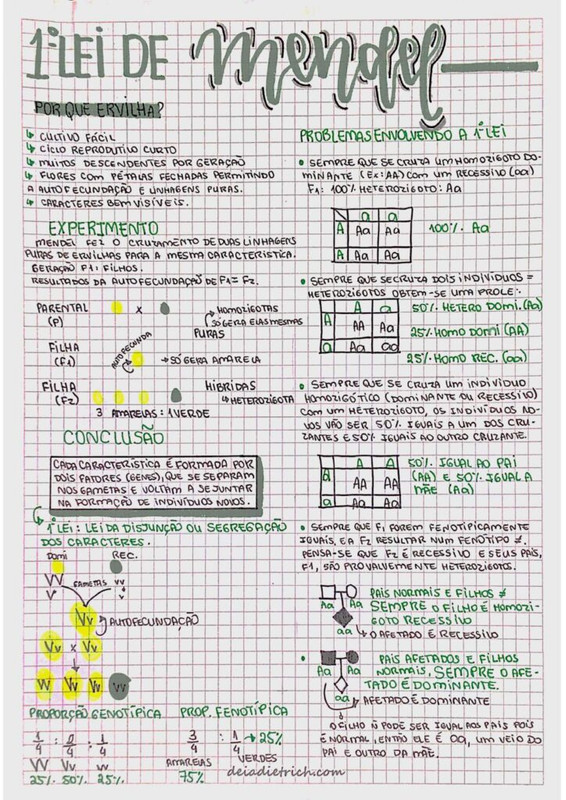 1ª LEI DE mendel
POR QUE ERVILHA?
↳ CULTIVO FÁCIL
↳ CICLO REPRODUTIVO CURTO
↳ MUITOS DESCENDENTES POR GERAÇÃO
↳ FLORES COM PÉTALAS FECHADAS PERMITINDO
A AUTOFECUNDAÇÃO E LINHAGENS PURAS.
↳ CARACTERES BEM VISÍVEIS.
EXPERIMENTO
MENDEL FEZ O CRUZAMENTO DE DUAS LINHAGENS
PURAS DE ERVILHAS PARA A MESMA CARACTERÍSTICA.
GERAÇÃO F1: FILHOS.
RESULTADOS DA AUTOFECUNDAÇÃO DE F1 = F2.
PARENTAL
(P)
x
HOMOZIGOTAS
SÓ GERA ELAS MESMAS
PURAS
FILHA
(F1)
AUTOFECUNDA
→ SÓ GERA AMARELA
FILHA
(F2)
HÍBRIDAS
↳ HETEROZIGOTA
3 AMARELAS : 1 VERDE
CONCLUSÃO
CADA CARACTERÍSTICA É FORMADA POR
DOIS FATORES (GENES), QUE SE SEPARAM
NOS GAMETAS E VOLTAM A SE JUNTAR
NA FORMAÇÃO DE INDIVÍDUOS NOVOS.
1ª LEI: LEI DA DISJUNÇÃO OU SEGREGAÇÃO
DOS CARACTERES.
Domi REC.
VV GAMETAS vv
V v
Vv
AUTOFECUNDAÇÃO
Vv x Vv
VV Vv Vv vv
PROPORÇÃO GENOTÍPICA
1/4 : 2/4 : 1/4
VV Vv vv
25% 50% 25%
PROP. FENOTÍPICA
3/4 : 1/4 → 25%
AMARELAS VERDES
75%
PROBLEMAS ENVOLVENDO A 1ª LEI
• SEMPRE QUE SE CRUZA UM HOMOZIGOTO DO-
MINANTE (Ex: AA) COM UM RECESSIVO (aa)
F1: 100% HETEROZIGOTO: Aa
a a
A Aa Aa
A Aa Aa
100% Aa
• SEMPRE QUE SE CRUZA DOIS INDIVÍDUOS =
HETEROZIGOTOS OBTEM-SE UMA PROLE:
A a
A AA Aa
a Aa aa
50% HETERO DOMI. (Aa)
25% HOMO DOMI (AA)
25% HOMO REC. (aa)
• SEMPRE QUE SE CRUZA UM INDIVÍDUO
HOMOZIGÓTICO (DOMINANTE OU RECESSIVO)
COM UM HETEROZIGOTO, OS INDIVÍDUOS NO-
VOS VÃO SER 50% IGUAIS A UM DOS CRU-
ZANTES E 50% IGUAIS AO OUTRO CRUZANTE.
A A
A AA AA
a Aa Aa
50% IGUAL AO PAI
(AA) E 50% IGUAL A
MÃE (Aa)
• SEMPRE QUE F1 FOREM FENOTIPICAMENTE
IGUAIS, E A F2 RESULTAR NUM FENÓTIPO ≠.
PENSA-SE QUE F2 É RECESSIVO E SEUS PAIS,
F1, SÃO PROVALVEMENTE HETEROZIGOTOS.
•
Aa Aa
aa
PAIS NORMAIS E FILHOS ≠
SEMPRE O FILHO É HOMOZI-
GOTO RECESSIVO
↳ O AFETADO É RECESSIVO
•
Aa Aa
aa
PAIS AFETADOS E FILHOS
NORMAIS, SEMPRE O AFE-
TADO É DOMINANTE.
AFETADO É DOMINANTE
O FILHO Ñ PODE SER IGUAL AOS PAIS POIS
É NORMAL, ENTÃO ELE É aa, UM VEIO DO
PAI E OUTRO DA MÃE.
deiadietrich.com